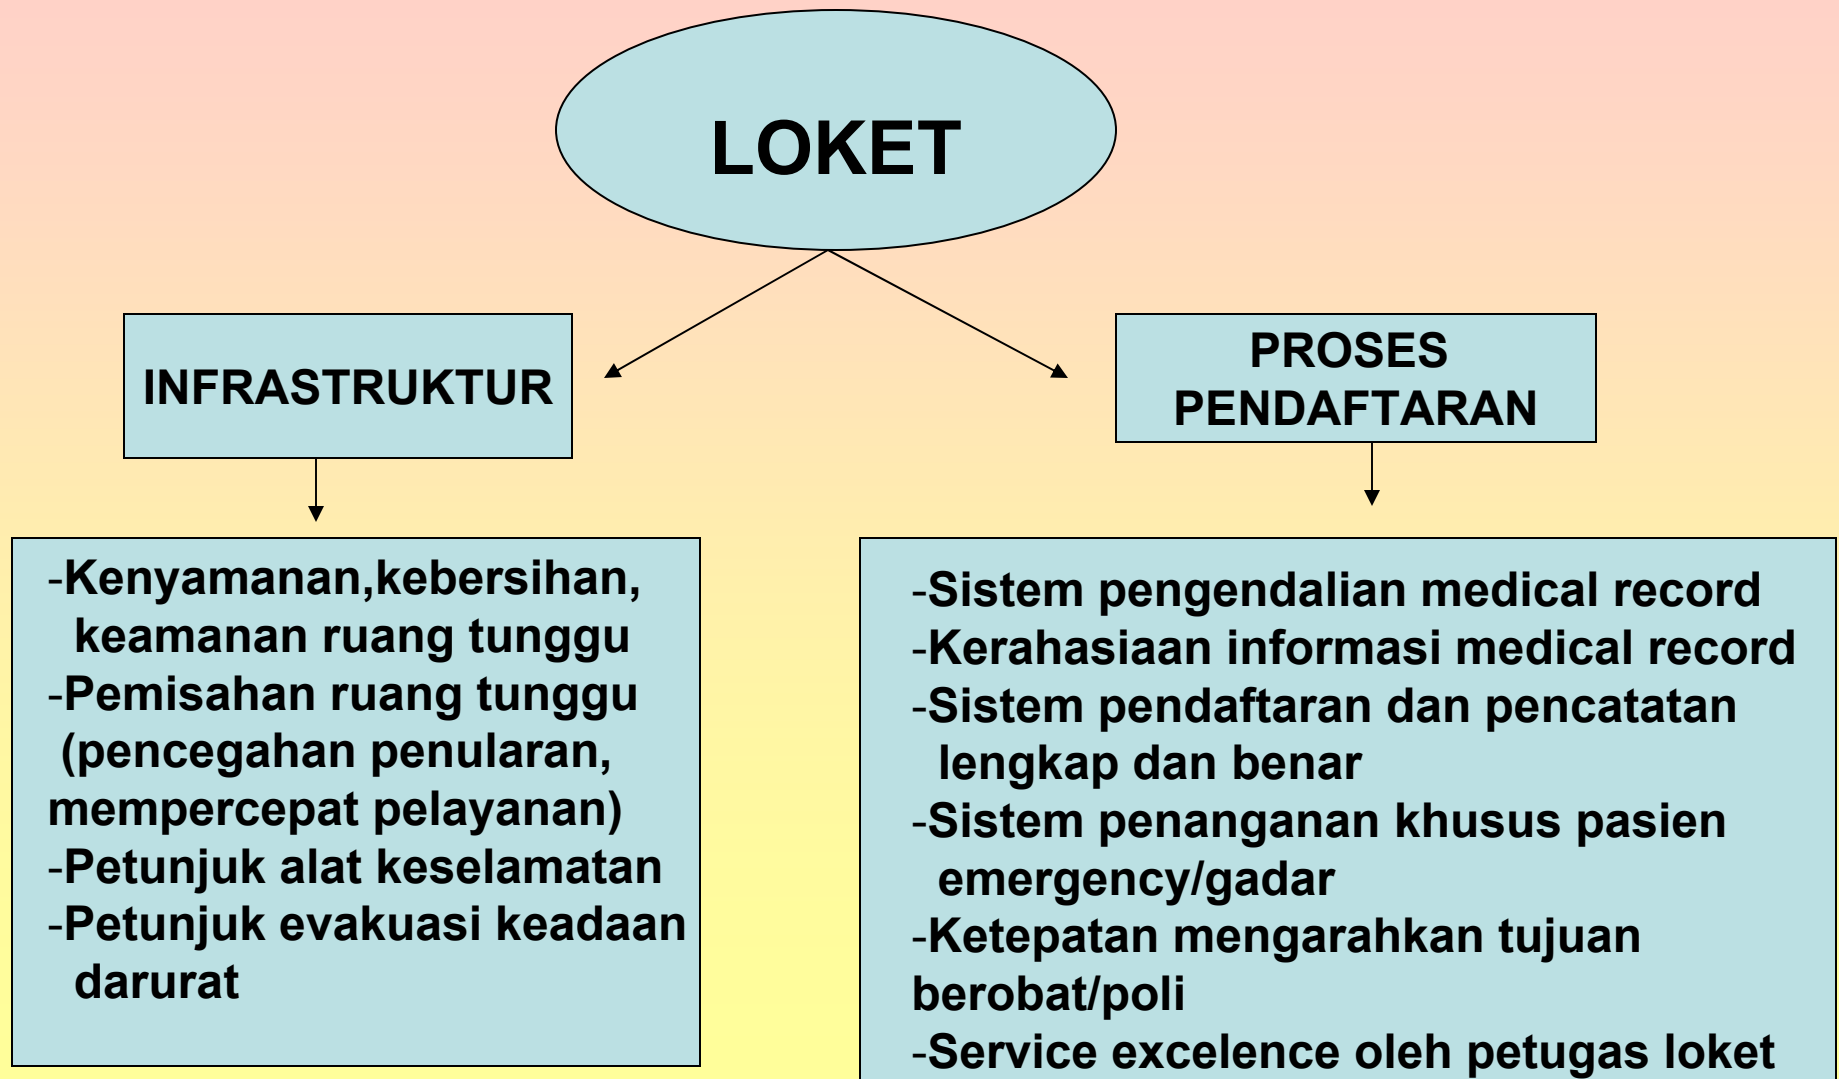 LOKET
INFRASTRUKTUR
PROSES
PENDAFTARAN
-Kenyamanan,kebersihan,
keamanan ruang tunggu
-Pemisahan ruang tunggu
(pencegahan penularan,
mempercepat pelayanan)
-Petunjuk alat keselamatan
-Petunjuk evakuasi keadaan
darurat
-Sistem pengendalian medical record
-Kerahasiaan informasi medical record
-Sistem pendaftaran dan pencatatan
lengkap dan benar
-Sistem penanganan khusus pasien
emergency/gadar
-Ketepatan mengarahkan tujuan
berobat/poli
-Service excelence oleh petugas loket